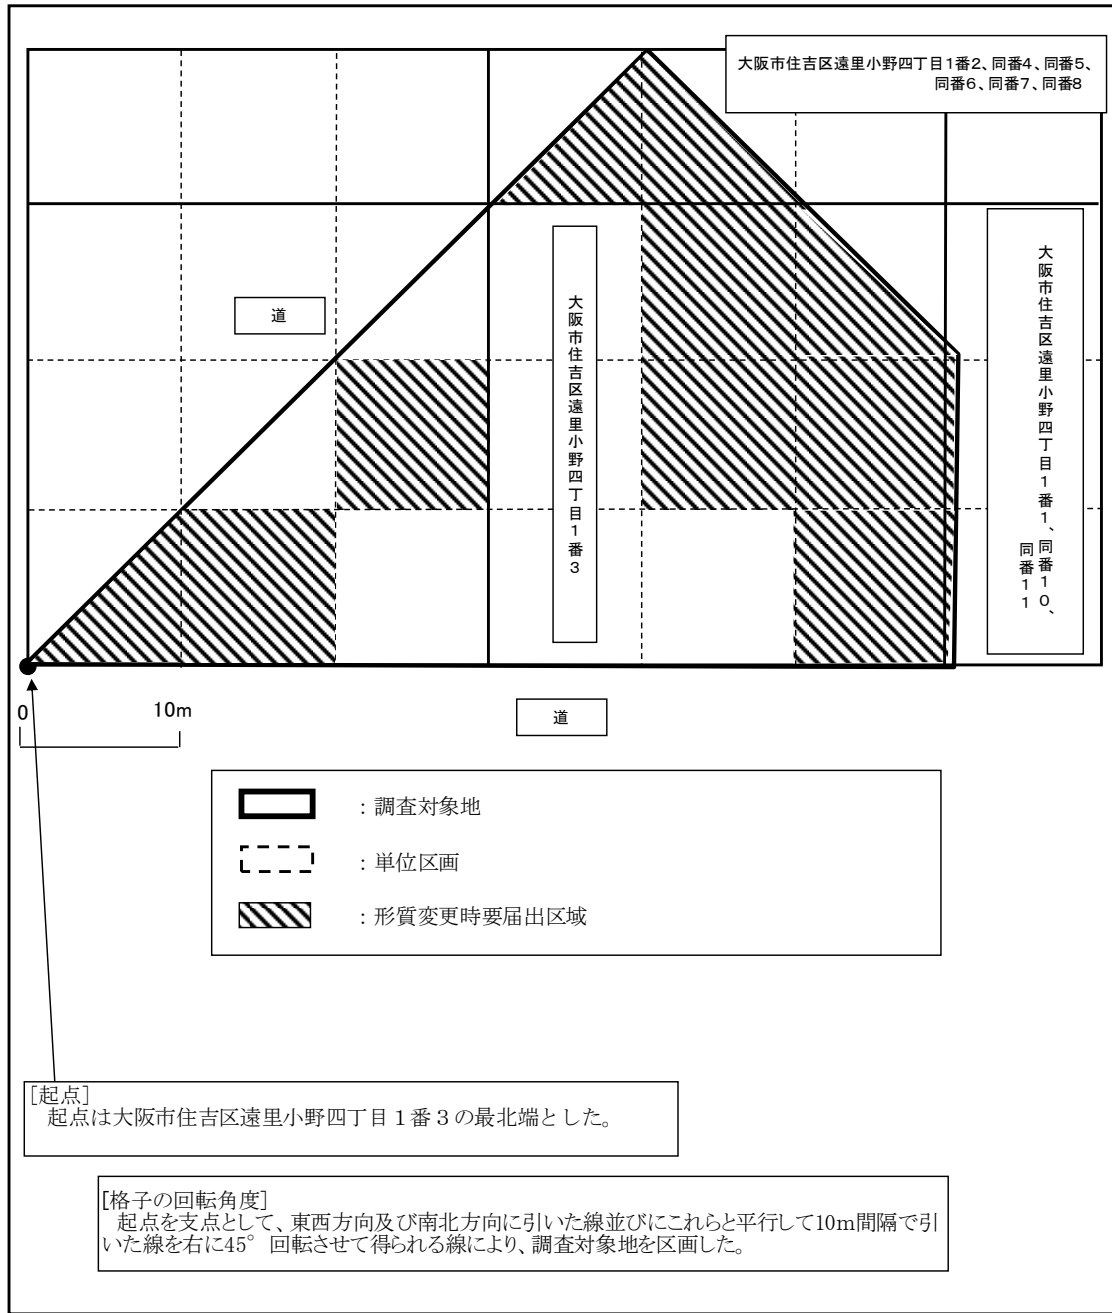 大阪市住吉区遠里小野四丁目1番2、同番4、同番5、
同番6、同番7、同番8
道
大阪市住吉区遠里小野四丁目1番3
大阪市住吉区遠里小野四丁目1番1、同番10、
同番11
0
10m
道
：調査対象地
：単位区画
：形質変更時要届出区域
[起点]
起点は大阪市住吉区遠里小野四丁目１番３の最北端とした。
[格子の回転角度]
起点を支点として、東西方向及び南北方向に引いた線並びにこれらと平行して10m間隔で引
いた線を右に45°回転させて得られる線により、調査対象地を区画した。